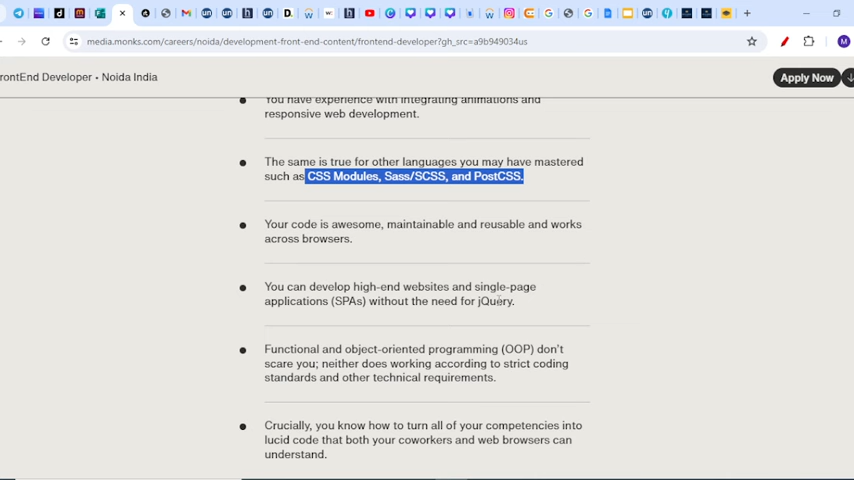 media.monks.com/careers/noida/development-front-end-content/frontend-developer?gh_src=a9b949034us
rontEnd Developer • Noida India
Apply Now
You have experience with integrating animations and
responsive web development.
The same is true for other languages you may have mastered
such as CSS Modules, Sass/SCSS, and PostCSS.
Your code is awesome, maintainable and reusable and works
across browsers.
You can develop high-end websites and single-page
applications (SPAs) without the need for jQuery.
Functional and object-oriented programming (OOP) don't
scare you; neither does working according to strict coding
standards and other technical requirements.
Crucially, you know how to turn all of your competencies into
lucid code that both your coworkers and web browsers can
understand.